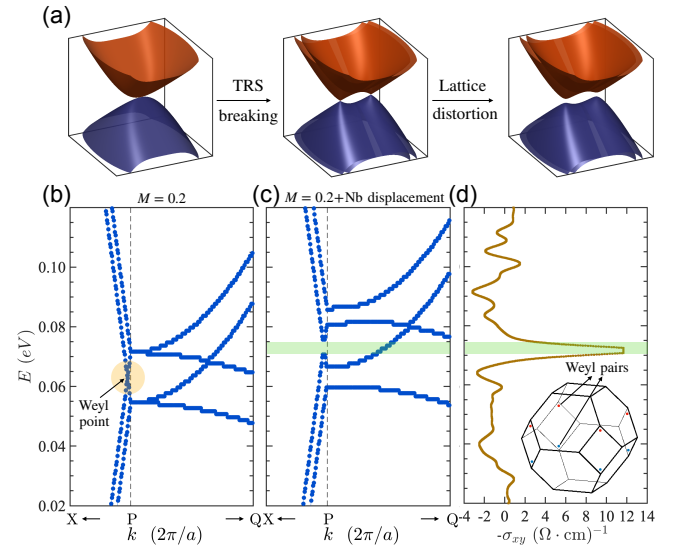 (a)
TRS
breaking
Lattice
distortion
(b)
M = 0.2
(c)
M = 0.2+Nb displacement
(d)
E (eV)
0.10
0.08
0.06
0.04
0.02
Weyl
point
X ← P → Q
k (2π/a)
X ← P → Q
k (2π/a)
Weyl pairs
-4 -2 0 2 4 6 8 10 12 14
-σxy (Ω · cm)⁻¹